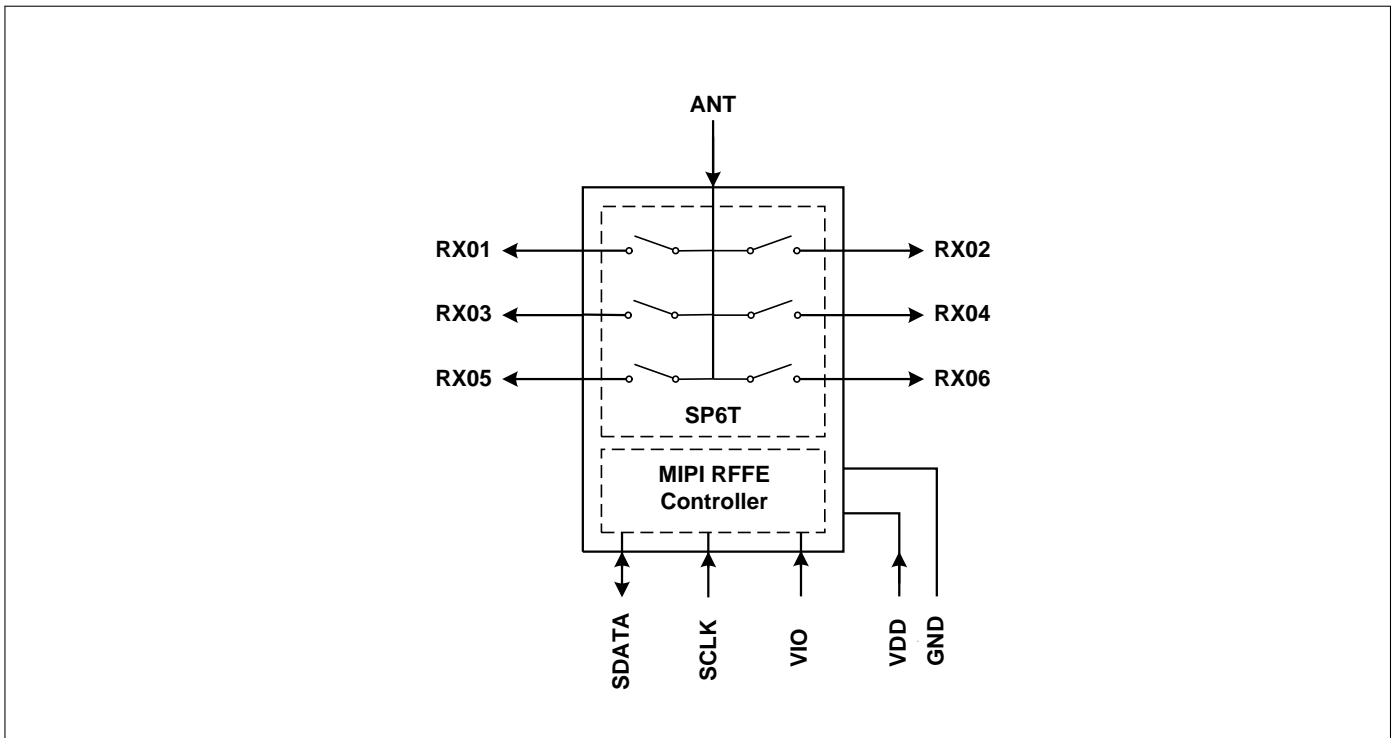 ANT
RX01
RX02
RX03
RX04
RX05
RX06
SP6T
MIPI RFFE
Controller
SDATA
SCLK
VIO
VDD
GND